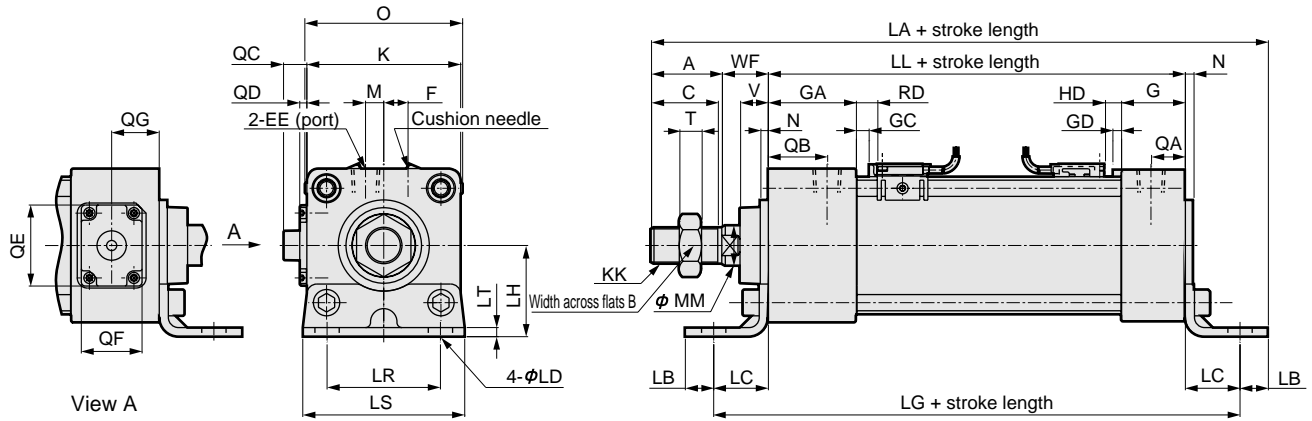 O
LA + stroke length
QC
K
A
WF
LL + stroke length
N
QD
M
F
C
V
GA
RD
HD
G
2-EE (port)
Cushion needle
T
N
GC
GD
QG
QB
QA
QE
A
KK
LT
LH
Width across flats B
ϕ MM
QF
LR
4-ϕLD
LB
LC
LC
LB
View A
LS
LG + stroke length